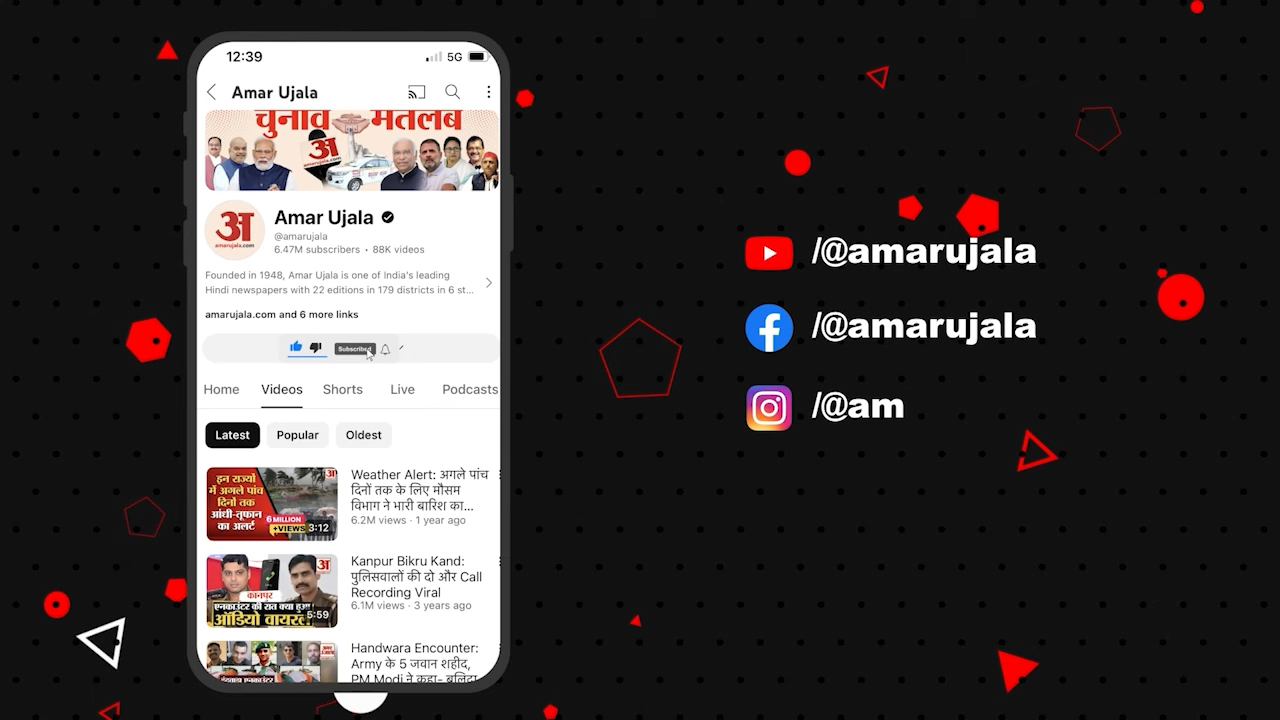 12:39
5G
Amar Ujala
चुनाव मतलब
अ
amarujala.com
अ
amarujala.com
Amar Ujala
@amarujala
6.47M subscribers • 88K videos
Founded in 1948, Amar Ujala is one of India's leading
Hindi newspapers with 22 editions in 179 districts in 6 st...
amarujala.com and 6 more links
Subscribed
Home Videos Shorts Live Podcasts
Latest Popular Oldest
इन राज्यों
में अगले पांच
दिनों तक
आंधी-तूफान
का अलर्ट
6 MILLION
+VIEWS
3:12
अ
Weather Alert: अगले पांच
दिनों तक के लिए मौसम
विभाग ने भारी बारिश का...
6.2M views · 1 year ago
अ
कानपुर
एनकाउंटर की रात क्या हुआ
ऑडियो वायरल
5:59
Kanpur Bikru Kand:
पुलिसवालों की दो और Call
Recording Viral
6.1M views · 3 years ago
Handwara Encounter:
Army के 5 जवान शहीद,
PM Modi ने कहा- बलिदान
/@amarujala
/@amarujala
/@am